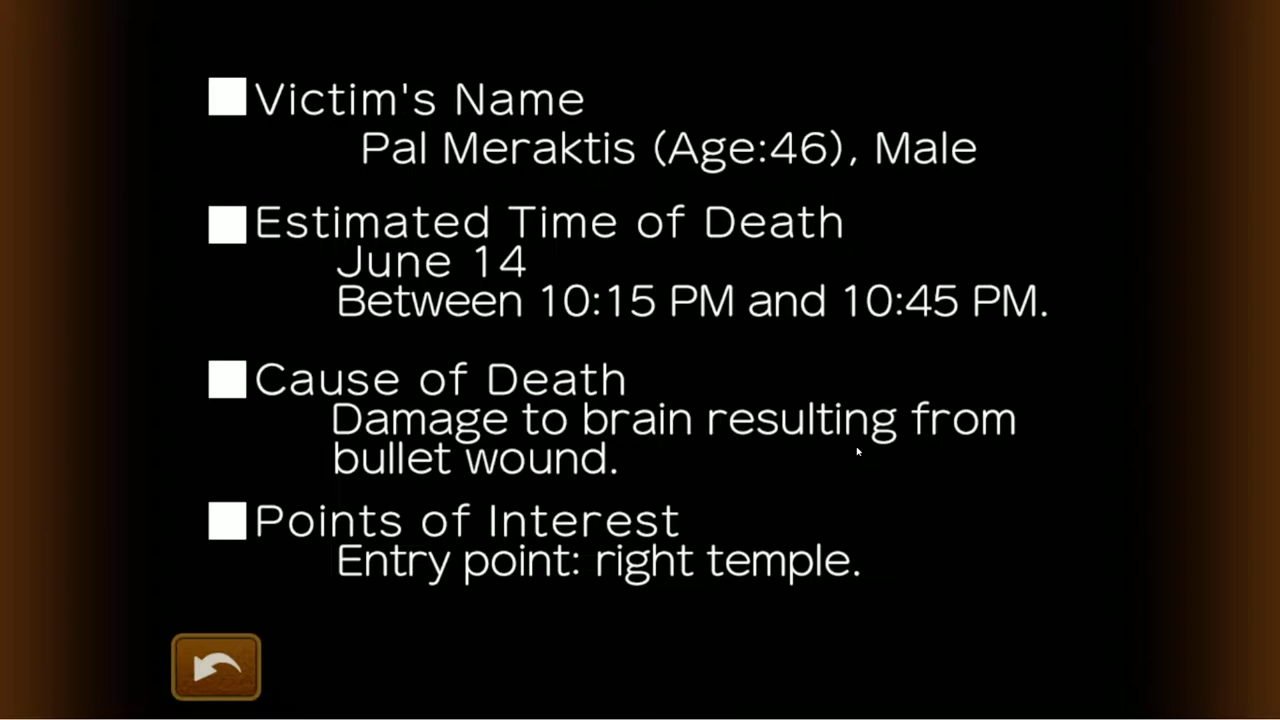 Victim's Name
Pal Meraktis (Age:46), Male
Estimated Time of Death
June 14
Between 10:15 PM and 10:45 PM.
Cause of Death
Damage to brain resulting from
bullet wound.
Points of Interest
Entry point: right temple.